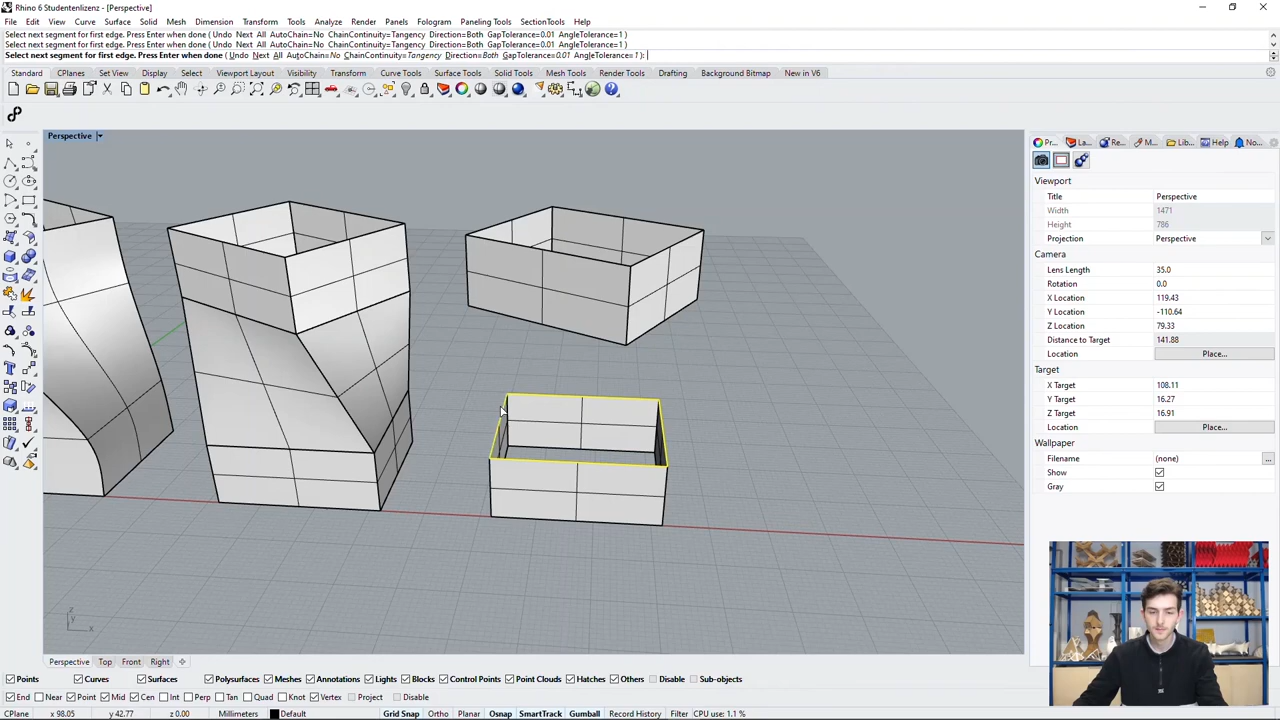 Rhino 6 Studentenlizenz - [Perspective]
File Edit View Curve Surface Solid Mesh Dimension Transform Tools Analyze Render Panels Fologram Paneling Tools SectionTools Help
Select next segment for first edge. Press Enter when done ( Undo Next All AutoChain=No ChainContinuity=Tangency Direction=Both GapTolerance=0.01 AngleTolerance=1 )
Select next segment for first edge. Press Enter when done ( Undo Next All AutoChain=No ChainContinuity=Tangency Direction=Both GapTolerance=0.01 AngleTolerance=1 )
Select next segment for first edge. Press Enter when done ( Undo Next All AutoChain=No ChainContinuity=Tangency Direction=Both GapTolerance=0.01 AngleTolerance=1 ):
Standard CPlanes Set View Display Select Viewport Layout Visibility Transform Curve Tools Surface Tools Solid Tools Mesh Tools Render Tools Drafting Background Bitmap New in V6
Perspective
Pr... La... Re... M... Lib... Help No...
Viewport
Title Perspective
Width 1471
Height 786
Projection Perspective
Camera
Lens Length 35.0
Rotation 0.0
X Location 119.43
Y Location -110.64
Z Location 79.33
Distance to Target 141.88
Location Place...
Target
X Target 108.11
Y Target 16.27
Z Target 16.91
Location Place...
Wallpaper
Filename (none) ...
Show
Gray
z
y
x
Perspective Top Front Right
Points Curves Surfaces Polysurfaces Meshes Annotations Lights Blocks Control Points Point Clouds Hatches Others Disable Sub-objects
End Near Point Mid Cen Int Perp Tan Quad Knot Vertex Project Disable
CPlane x 98.05 y 42.77 z 0.00 Millimeters Default Grid Snap Ortho Planar Osnap SmartTrack Gumball Record History Filter CPU use: 1.1 %